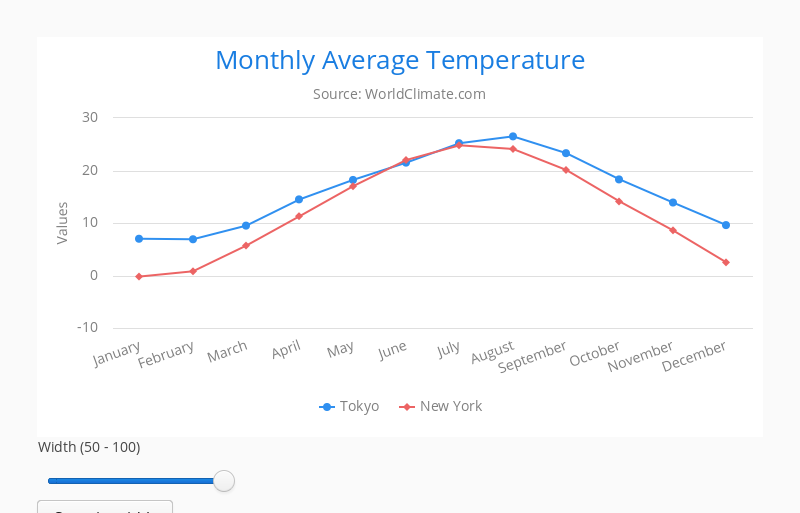 Monthly Average Temperature
Source: WorldClimate.com
30
20
10
0
-10
Values
January
February
March
April
May
June
July
August
September
October
November
December
Tokyo
New York
Width (50 - 100)